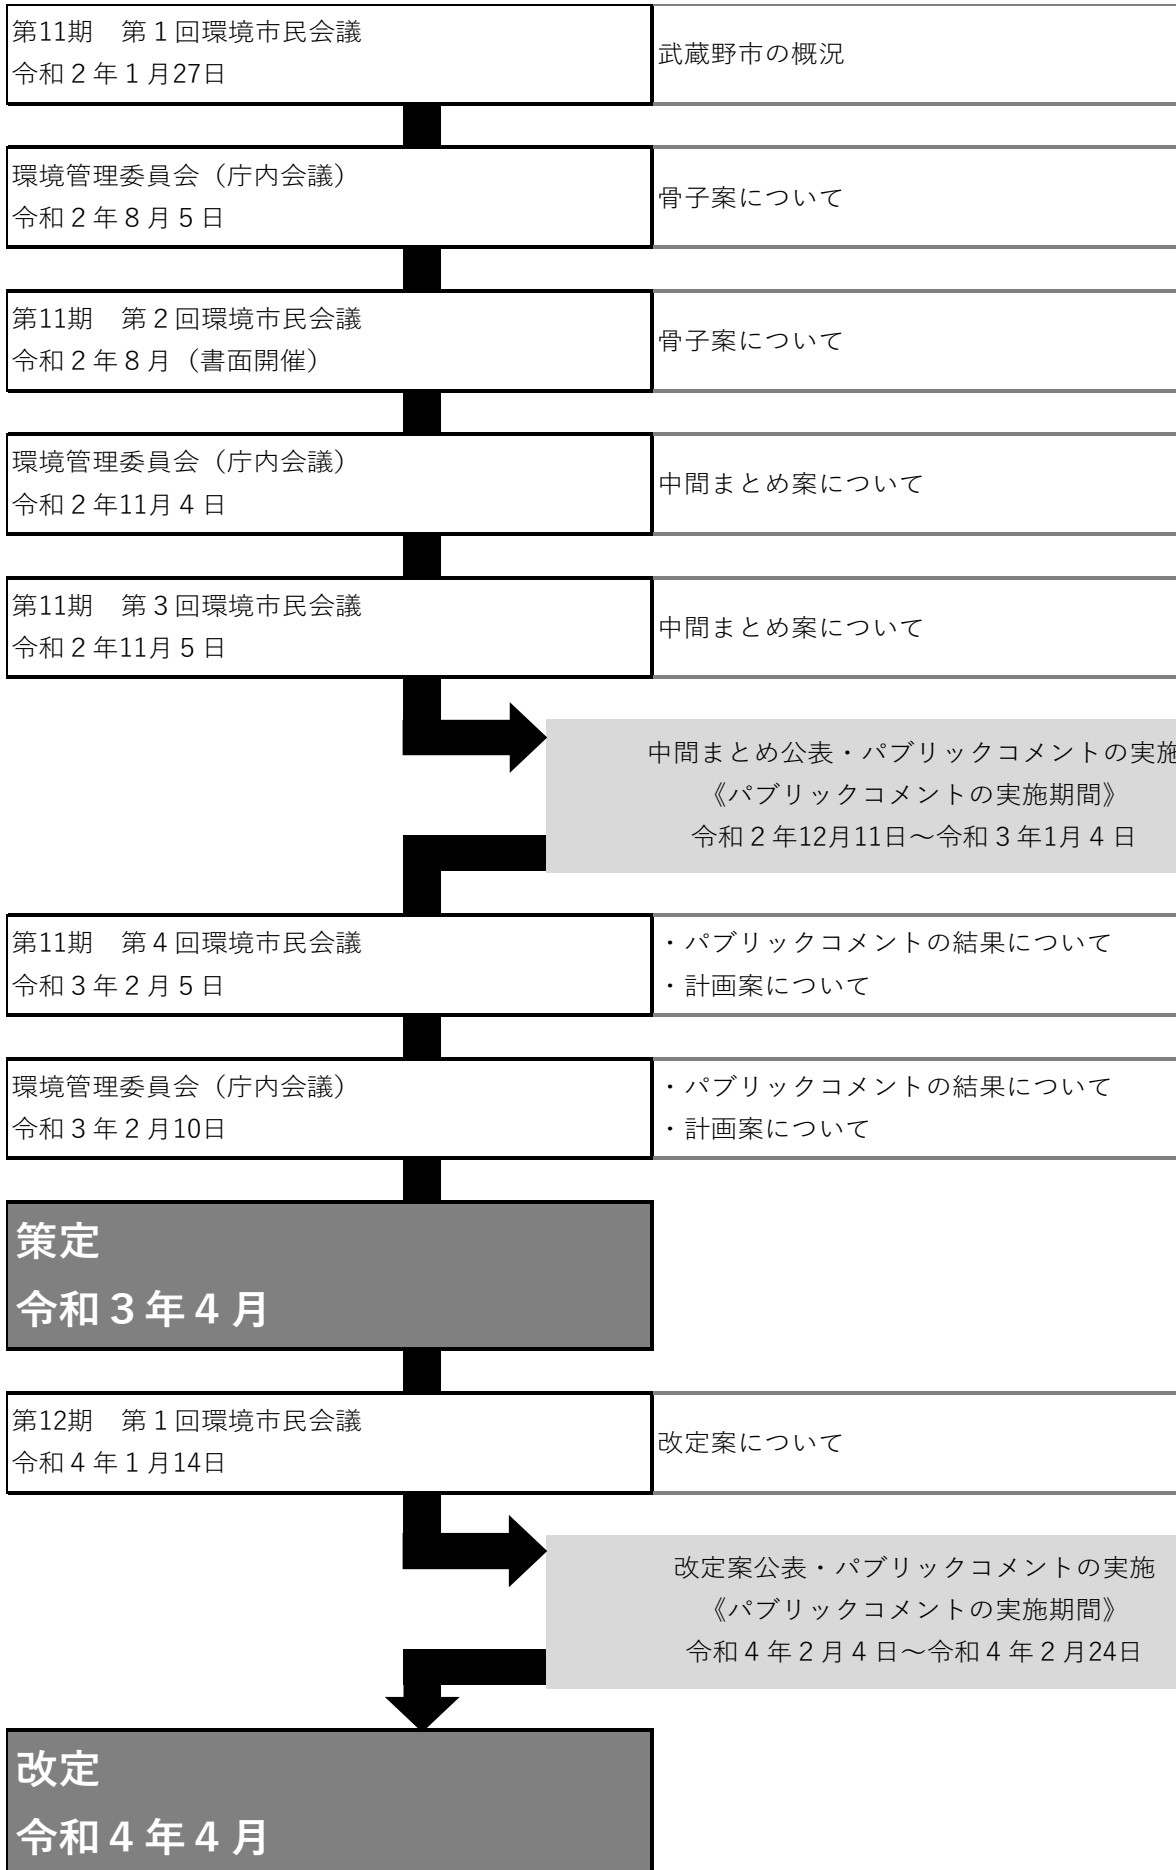 第11期　第１回環境市民会議
令和２年１月27日
武蔵野市の概況
環境管理委員会（庁内会議）
令和２年８月５日
骨子案について
第11期　第２回環境市民会議
令和２年８月（書面開催）
骨子案について
環境管理委員会（庁内会議）
令和２年11月４日
中間まとめ案について
第11期　第３回環境市民会議
令和２年11月５日
中間まとめ案について
中間まとめ公表・パブリックコメントの実施
《パブリックコメントの実施期間》
令和２年12月11日～令和３年1月４日
第11期　第４回環境市民会議
令和３年２月５日
・パブリックコメントの結果について
・計画案について
環境管理委員会（庁内会議）
令和３年２月10日
・パブリックコメントの結果について
・計画案について
策定
令和３年４月
第12期　第１回環境市民会議
令和４年１月14日
改定案について
改定案公表・パブリックコメントの実施
《パブリックコメントの実施期間》
令和４年２月４日～令和４年２月24日
改定
令和４年４月